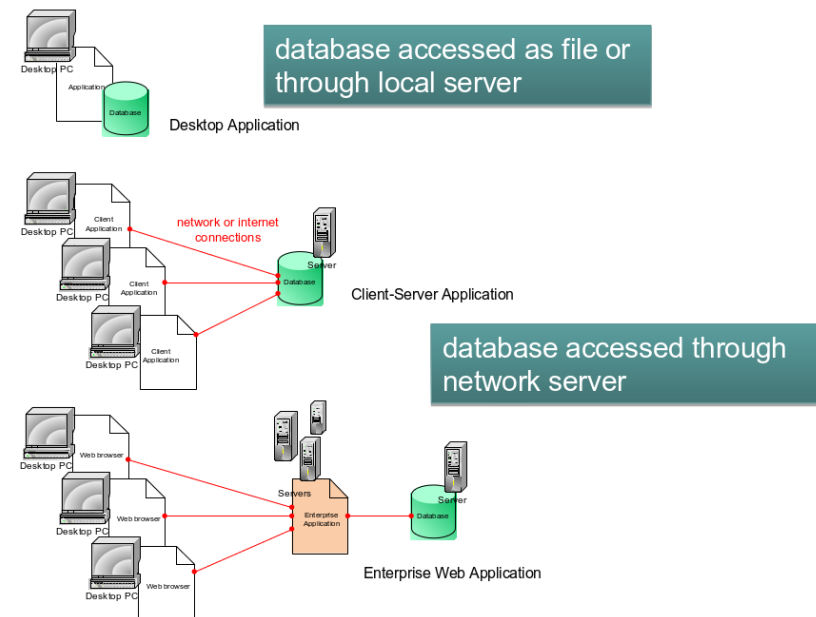 Desktop PC
Application
Database
database accessed as file or
through local server
Desktop Application
Desktop PC
Client
Application
network or internet
connections
Server
Desktop PC
Client
Application
Database
Client-Server Application
Desktop PC
Client
Application
database accessed through
network server
Desktop PC
Web browser
Servers
Server
Desktop PC
Web browser
Enterprise
Application
Database
Desktop PC
Web browser
Enterprise Web Application